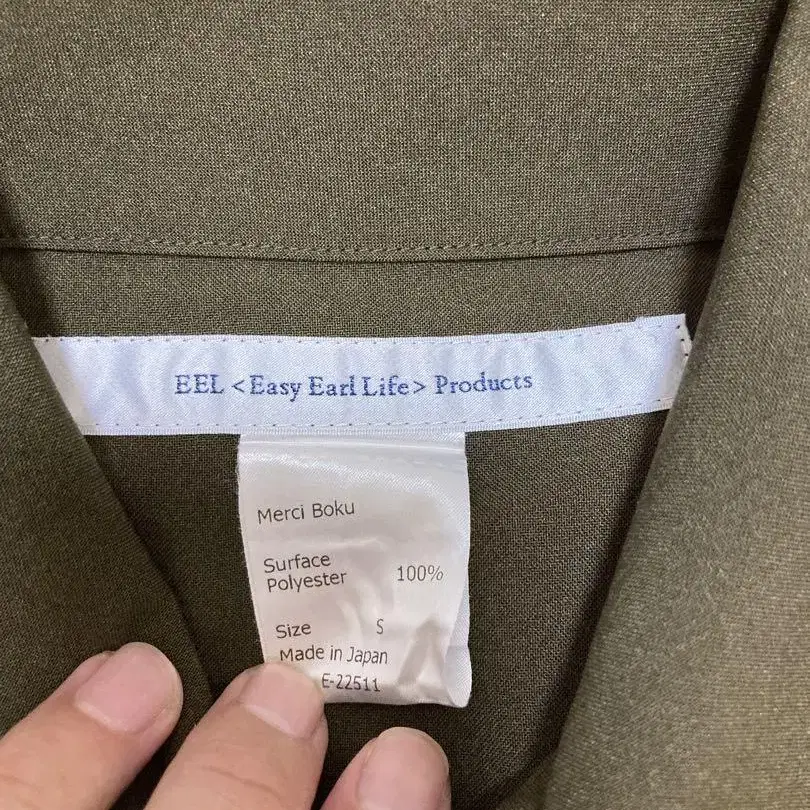 EEL <Easy Earl Life> Products
Merci Boku
Surface
Polyester 100%
Size S
Made in Japan
E-22511